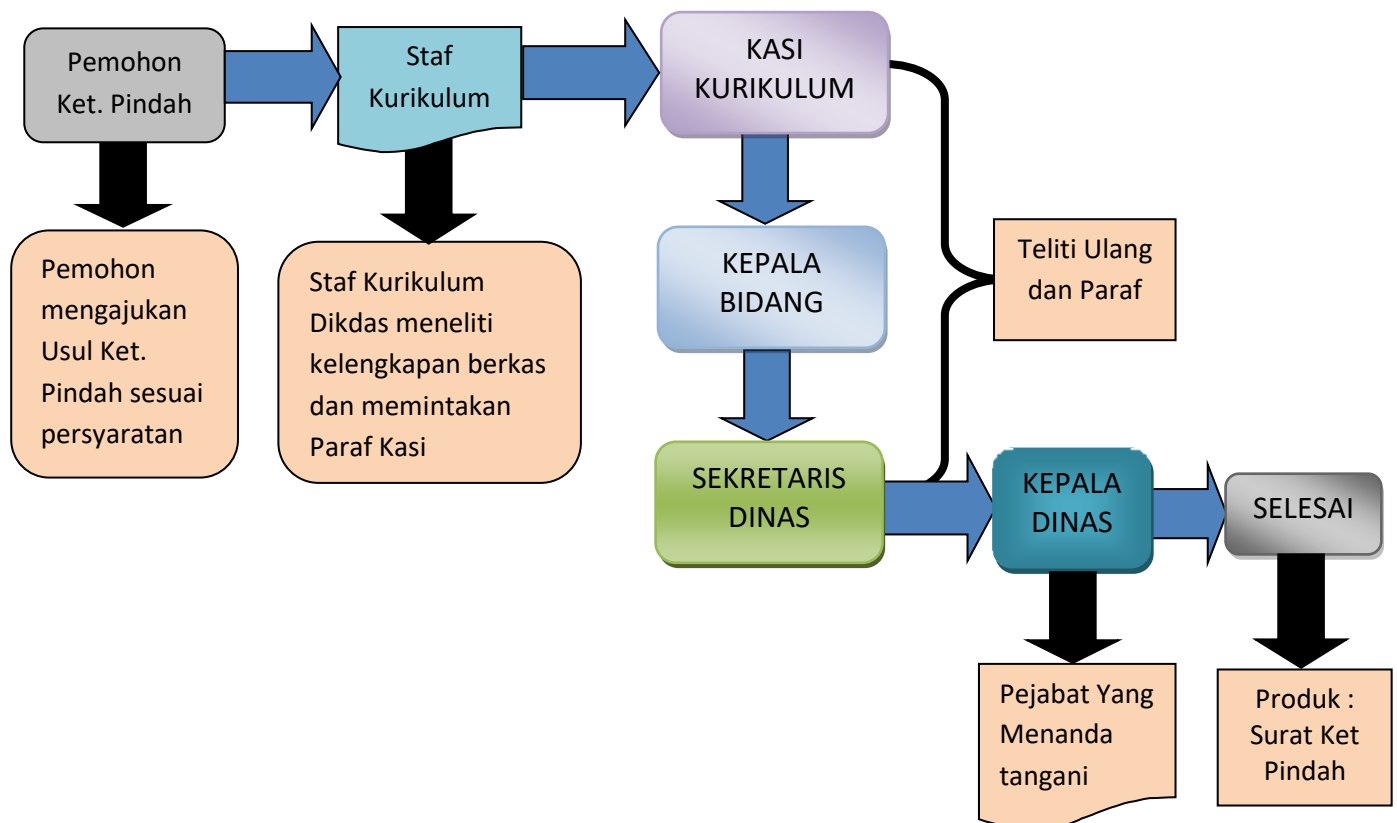 Pemohon
Ket. Pindah
Staf
Kurikulum
KASI
KURIKULUM
Pemohon
mengajukan
Usul Ket.
Pindah sesuai
persyaratan
Staf Kurikulum
Dikdas meneliti
kelengkapan berkas
dan memintakan
Paraf Kasi
KEPALA
BIDANG
Teliti Ulang
dan Paraf
SEKRETARIS
DINAS
KEPALA
DINAS
SELESAI
Pejabat Yang
Menanda
tangani
Produk :
Surat Ket
Pindah